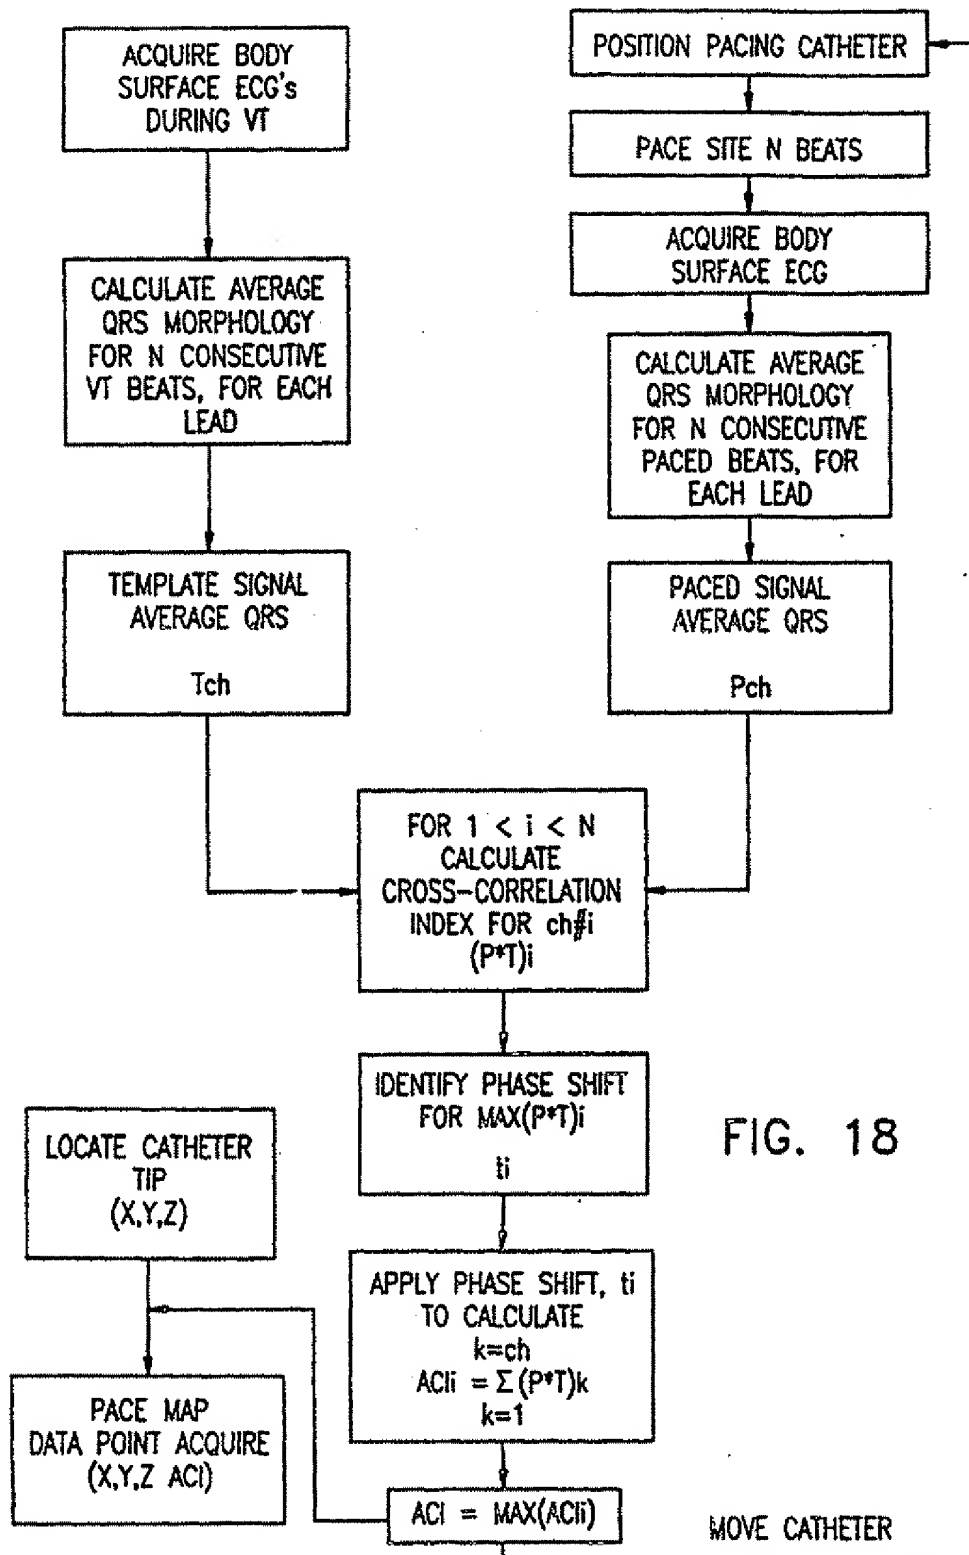 ACQUIRE BODY
SURFACE ECG's
DURING VT
CALCULATE AVERAGE
QRS MORPHOLOGY
FOR N CONSECUTIVE
VT BEATS, FOR EACH
LEAD
TEMPLATE SIGNAL
AVERAGE QRS
Tch
POSITION PACING CATHETER
PACE SITE N BEATS
ACQUIRE BODY
SURFACE ECG
CALCULATE AVERAGE
QRS MORPHOLOGY
FOR N CONSECUTIVE
PACED BEATS, FOR
EACH LEAD
PACED SIGNAL
AVERAGE QRS
Pch
FOR 1 < i < N
CALCULATE
CROSS-CORRELATION
INDEX FOR ch#i
(P*T)i
IDENTIFY PHASE SHIFT
FOR MAX(P*T)i
ti
APPLY PHASE SHIFT, ti
TO CALCULATE
k=ch
ACIi = Σ(P*T)k
k=1
ACI = MAX(ACIi)
LOCATE CATHETER
TIP
(X,Y,Z)
PACE MAP
DATA POINT ACQUIRE
(X,Y,Z ACI)
FIG. 18
MOVE CATHETER